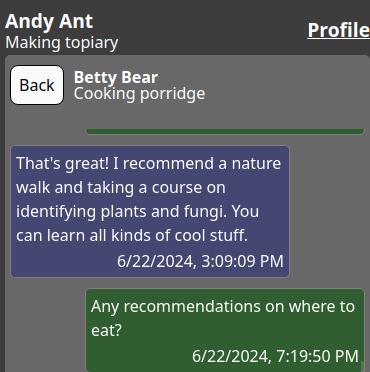 Andy Ant
Making topiary
Profile
Back
Betty Bear
Cooking porridge
That's great! I recommend a nature
walk and taking a course on
identifying plants and fungi. You
can learn all kinds of cool stuff.
6/22/2024, 3:09:09 PM
Any recommendations on where to
eat?
6/22/2024, 7:19:50 PM